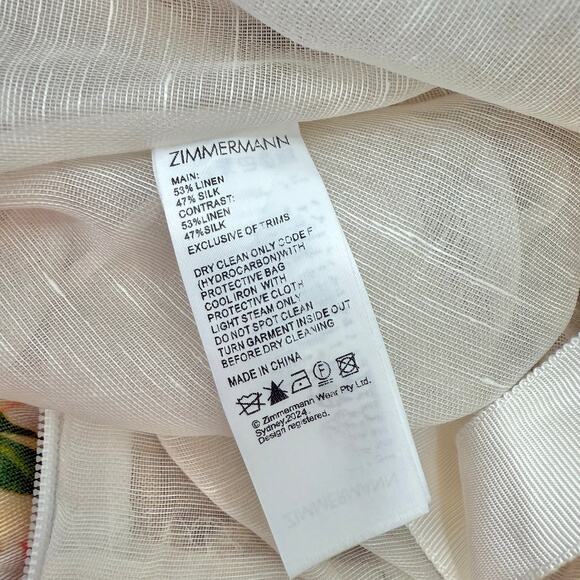 ZIMMERMANN
MAIN:
53% LINEN
47% SILK
CONTRAST:
53%LINEN
47%SILK
EXCLUSIVE OF TRIMS
DRY CLEAN ONLY CODE F
(HYDROCARBON)WITH
PROTECTIVE BAG
COOL IRON WITH
PROTECTIVE CLOTH
LIGHT STEAM ONLY
DO NOT SPOT CLEAN
TURN GARMENT INSIDE OUT
BEFORE DRY CLEANING
MADE IN CHINA
F
© Zimmermann Wear Pty Ltd.
Sydney 2024.
Design registered.